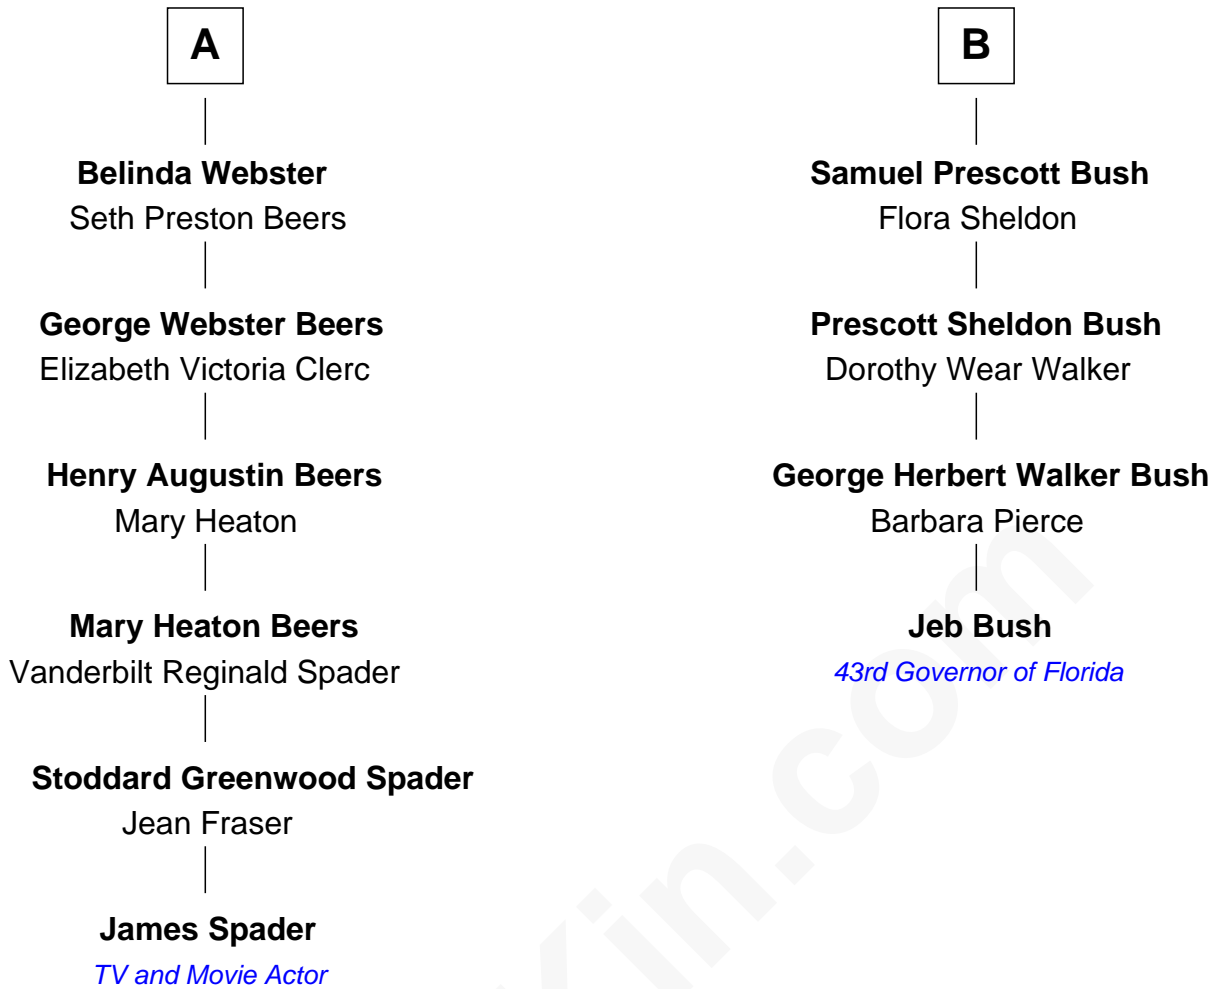 A
Belinda Webster
Seth Preston Beers
George Webster Beers
Elizabeth Victoria Clerc
Henry Augustin Beers
Mary Heaton
Mary Heaton Beers
Vanderbilt Reginald Spader
Stoddard Greenwood Spader
Jean Fraser
James Spader
TV and Movie Actor
B
Samuel Prescott Bush
Flora Sheldon
Prescott Sheldon Bush
Dorothy Wear Walker
George Herbert Walker Bush
Barbara Pierce
Jeb Bush
43rd Governor of Florida
Kin.com